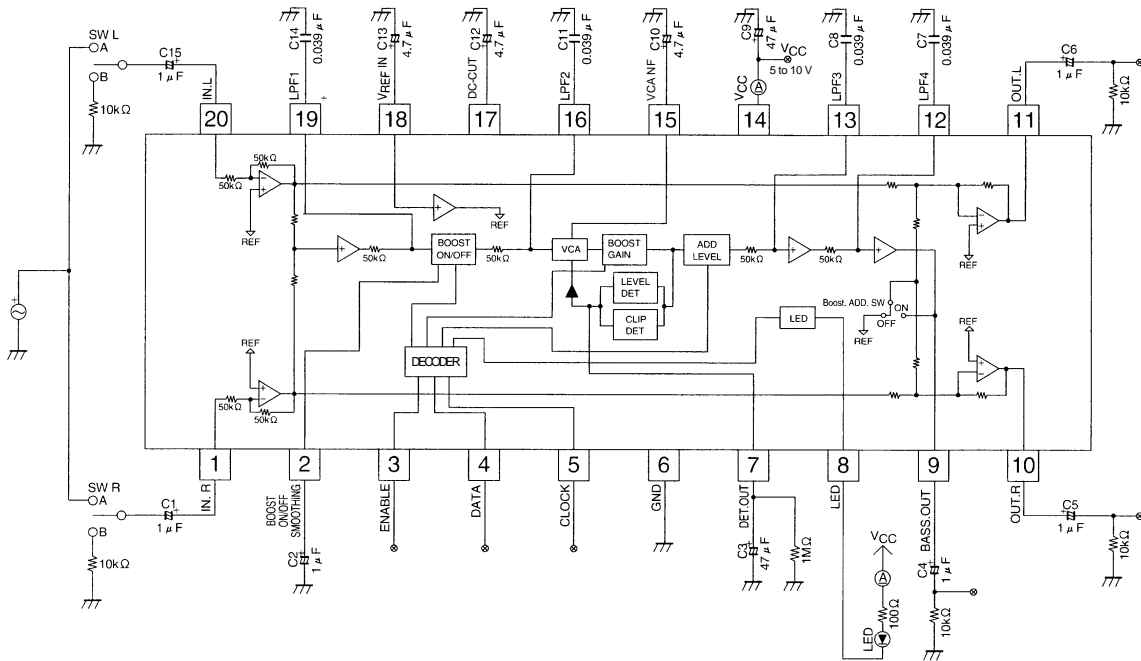 SW L
A
B
10kΩ
C15
1 μF
IN.L
C14
0.039 μF
LPF1
C13
4.7 μF
VREF IN
C12
4.7 μF
DC-CUT
C11
0.039 μF
LPF2
C10
4.7 μF
VCA NF
C9
47 μF
VCC
5 to 10 V
A
VCC
C8
0.039 μF
LPF3
C7
0.039 μF
LPF4
OUT.L
C6
1 μF
10kΩ
20 19 18 17 16 15 14 13 12 11
50kΩ
50kΩ
REF
REF
50kΩ
BOOST
ON/OFF
50kΩ
VCA
BOOST
GAIN
ADD
LEVEL
50kΩ
50kΩ
REF
LEVEL
DET
CLIP
DET
LED
Boost. ADD. SW
ON
OFF
REF
REF
DECODER
REF
50kΩ
50kΩ
1 2 3 4 5 6 7 8 9 10
SW R
A
B
10kΩ
C1
1 μF
IN.R
BOOST
ON/OFF
SMOOTHING
C2
1 μF
ENABLE
DATA
CLOCK
GND
DET.OUT
C3
47 μF
1MΩ
LED
VCC
A
100Ω
LED
BASS.OUT
C4
1 μF
10kΩ
OUT.R
C5
1 μF
10kΩ